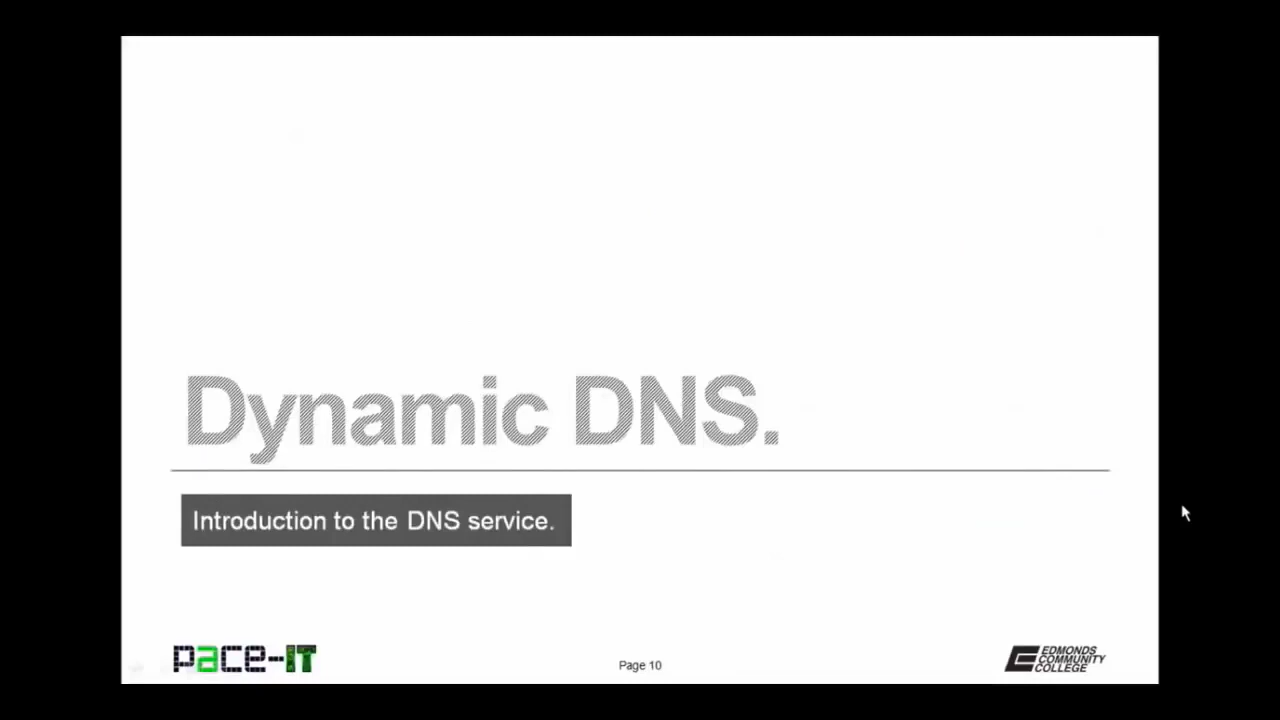 Dynamic DNS.
Introduction to the DNS service.
pace-IT
Page 10
EDMONDS
COMMUNITY
COLLEGE